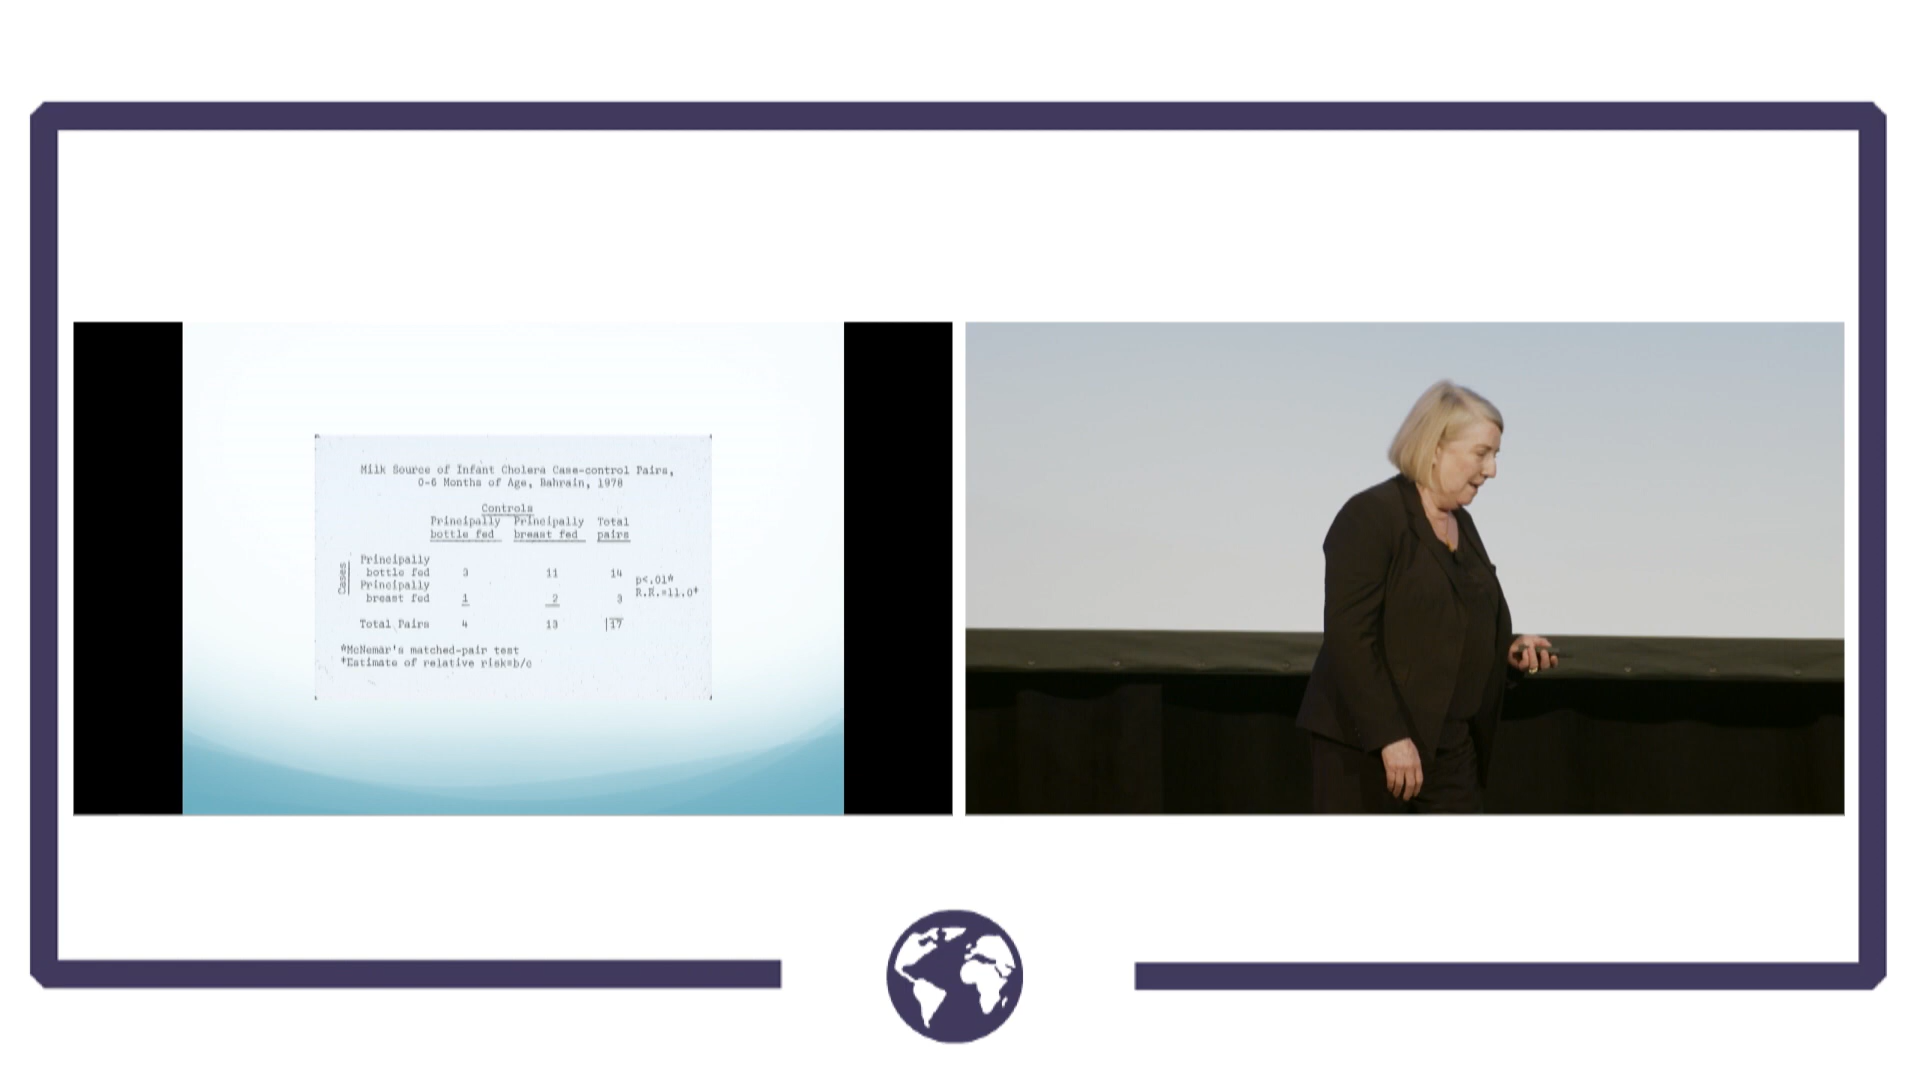 Milk Source of Infant Cholera Case-control Pairs,
0-6 Months of Age, Bahrain, 1978
Controls
Principally Principally Total
bottle fed breast fed pairs
Cases
Principally
bottle fed 3 11 14
p<.01*
Principally
R.R.=11.0†
breast fed 1 2 3
Total Pairs 4 13 17
*McNemar's matched-pair test
†Estimate of relative risk=b/c